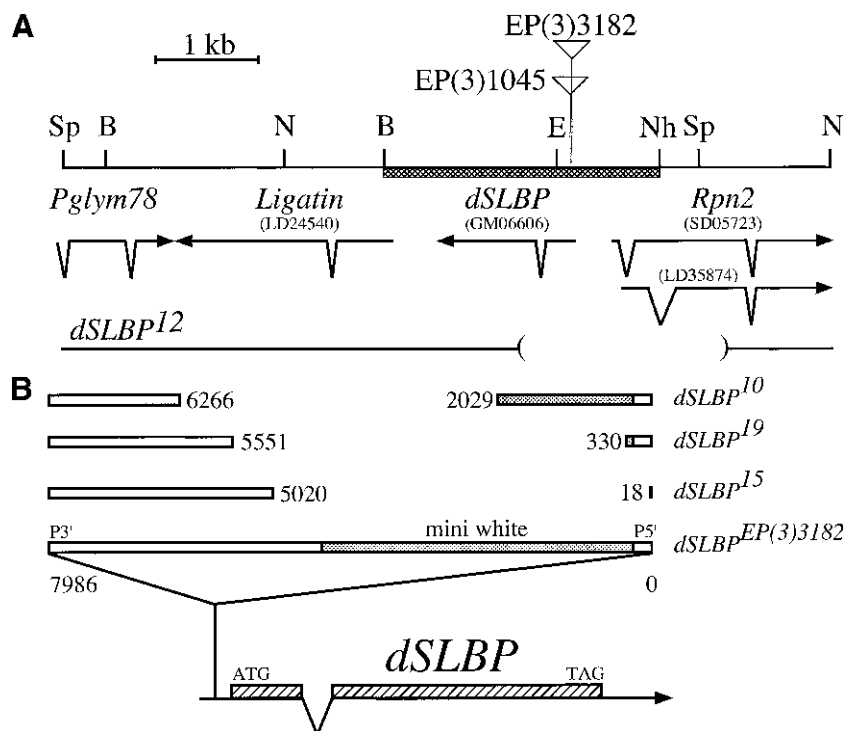 A
EP(3)3182
1 kb
EP(3)1045
Sp B N B E Nh Sp N
Pglym78 Ligatin dSLBP Rpn2
(LD24540) (GM06606) (SD05723)
(LD35874)
dSLBP12
B
6266 2029 dSLBP10
5551 330 dSLBP19
5020 18 dSLBP15
P3' mini white P5' dSLBPEP(3)3182
7986 0
dSLBP
ATG TAG